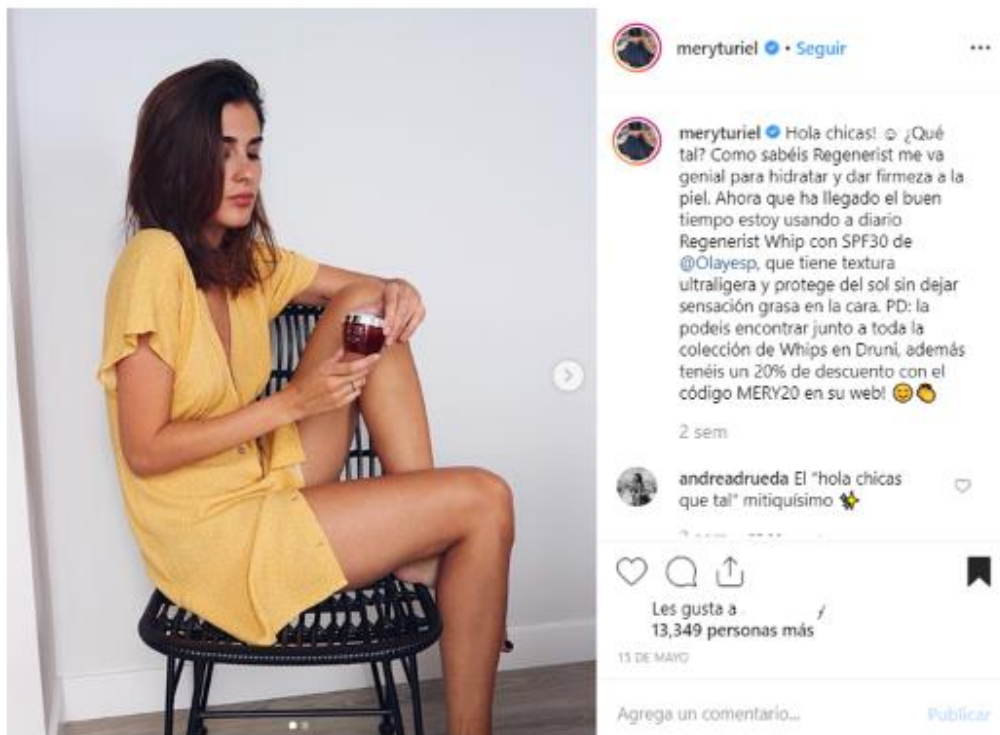 meryturiel • Seguir
meryturiel Hola chicas! ☺ ¿Qué
tal? Como sabéis Regenerist me va
genial para hidratar y dar firmeza a la
piel. Ahora que ha llegado el buen
tiempo estoy usando a diario
Regenerist Whip con SPF30 de
@Olayesp, que tiene textura
ultraligera y protege del sol sin dejar
sensación grasa en la cara. PD: la
podeis encontrar junto a toda la
colección de Whips en Druni, además
tenéis un 20% de descuento con el
código MERY20 en su web! 😊👏
2 sem
andreadrueda El "hola chicas
que tal" mitiquísimo
Les gusta a
13,349 personas más
15 DE MAYO
Agrega un comentario...
Publicar